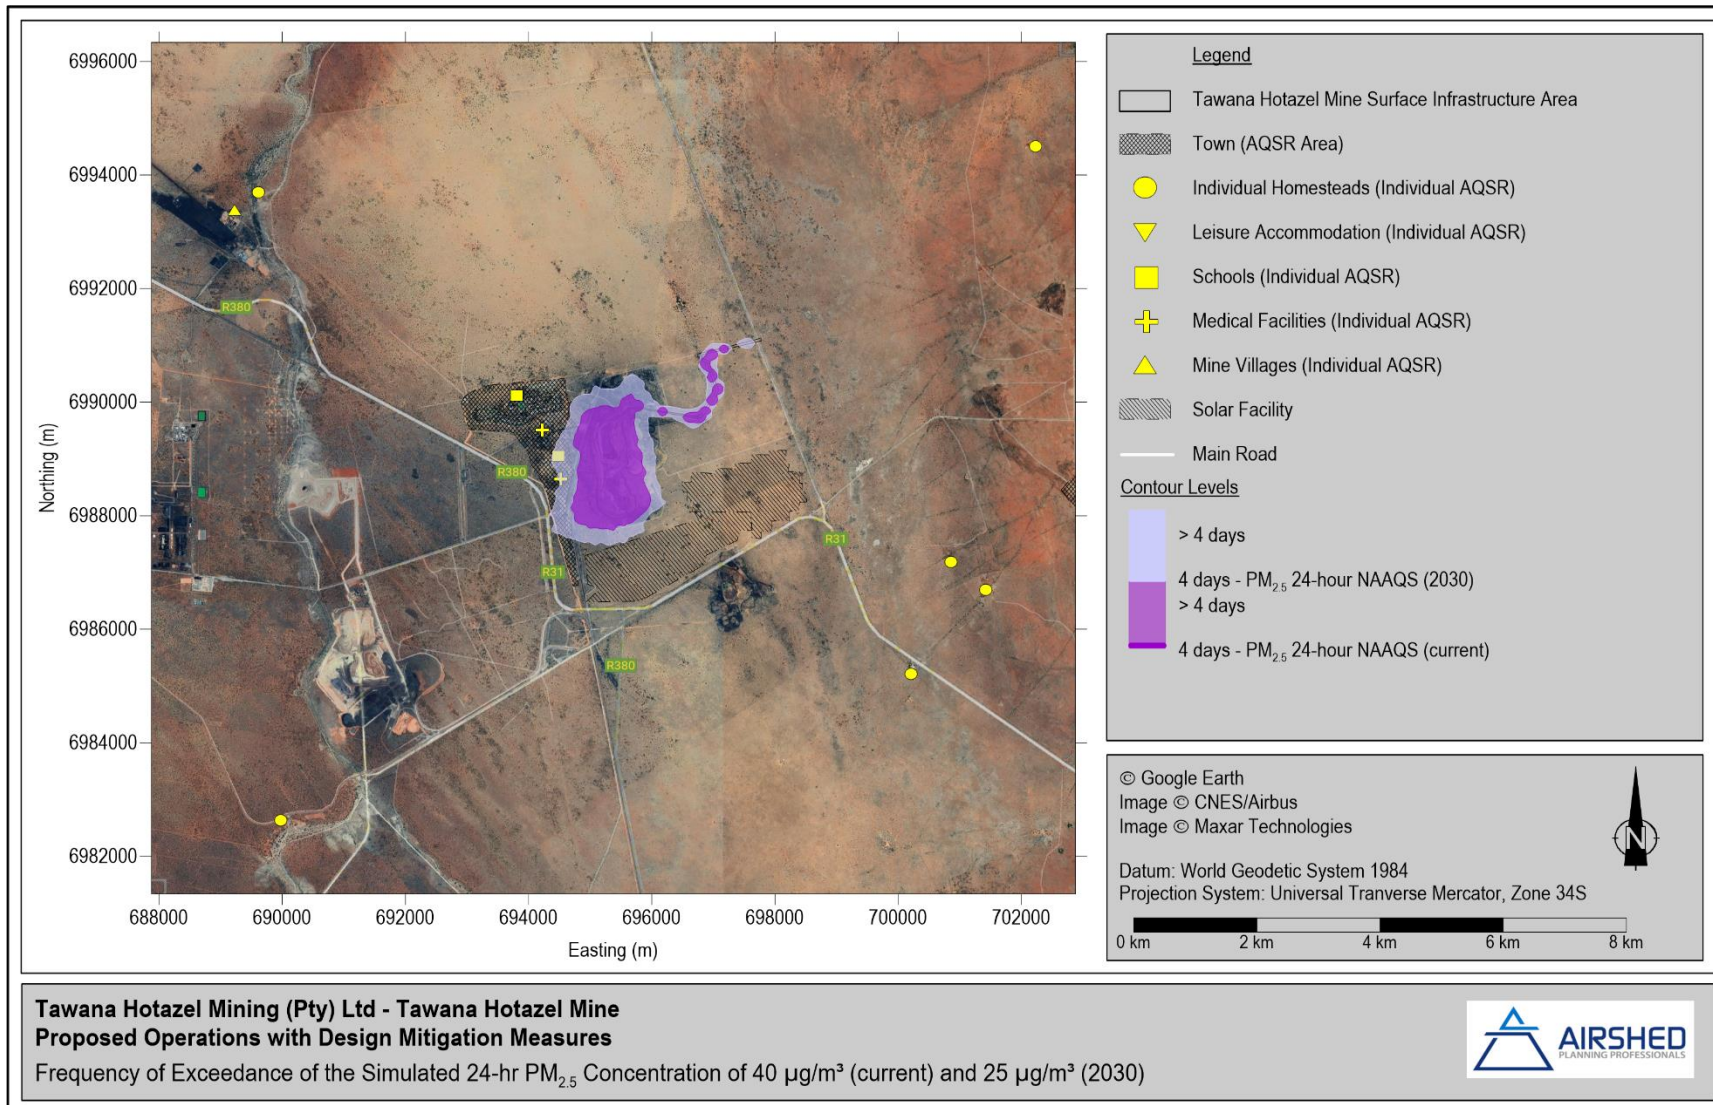 6996000
6994000
6992000
6990000
6988000
6986000
6984000
6982000
Northing (m)
688000 690000 692000 694000 696000 698000 700000 702000
Easting (m)
R380
R380
R31
R31
R380
Legend
Tawana Hotazel Mine Surface Infrastructure Area
Town (AQSR Area)
Individual Homesteads (Individual AQSR)
Leisure Accommodation (Individual AQSR)
Schools (Individual AQSR)
Medical Facilities (Individual AQSR)
Mine Villages (Individual AQSR)
Solar Facility
Main Road
Contour Levels
> 4 days
4 days - PM2.5 24-hour NAAQS (2030)
> 4 days
4 days - PM2.5 24-hour NAAQS (current)
© Google Earth
Image © CNES/Airbus
Image © Maxar Technologies
N
Datum: World Geodetic System 1984
Projection System: Universal Tranverse Mercator, Zone 34S
0 km 2 km 4 km 6 km 8 km
Tawana Hotazel Mining (Pty) Ltd - Tawana Hotazel Mine
Proposed Operations with Design Mitigation Measures
Frequency of Exceedance of the Simulated 24-hr PM2.5 Concentration of 40 µg/m³ (current) and 25 µg/m³ (2030)
AIRSHED
PLANNING PROFESSIONALS